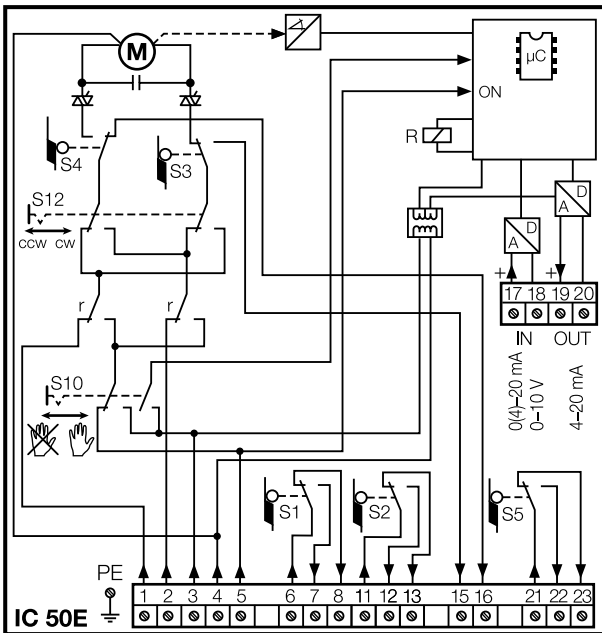 M
µC
ON
R
S4
S3
S12
ccw cw
D
A
D
A
+
+
17 18 19 20
IN OUT
0(4)–20 mA
0–10 V
4–20 mA
r
r
S10
S1
S2
S5
PE
1 2 3 4 5 6 7 8 11 12 13 15 16 21 22 23
IC 50E